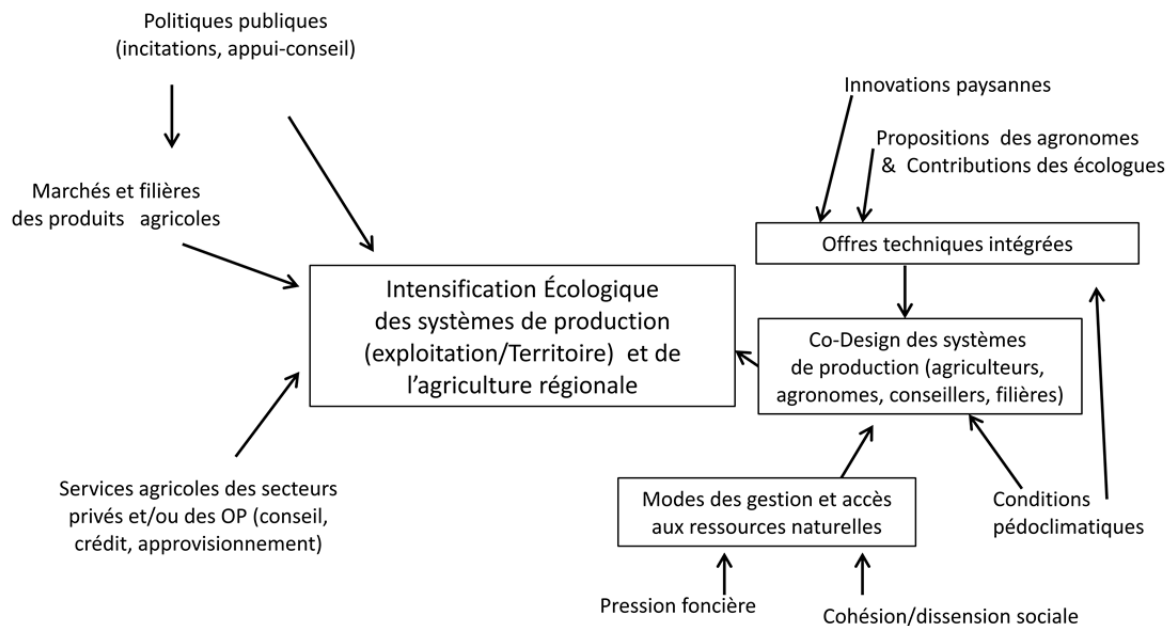 Politiques publiques
(incitations, appui-conseil)
Marchés et filières
des produits agricoles
Services agricoles des secteurs
privés et/ou des OP (conseil,
crédit, approvisionnement)
Intensification Écologique
des systèmes de production
(exploitation/Territoire) et de
l’agriculture régionale
Innovations paysannes
Propositions des agronomes
& Contributions des écologues
Offres techniques intégrées
Co-Design des systèmes
de production (agriculteurs,
agronomes, conseillers, filières)
Modes des gestion et accès
aux ressources naturelles
Conditions
pédoclimatiques
Pression foncière
Cohésion/dissension sociale